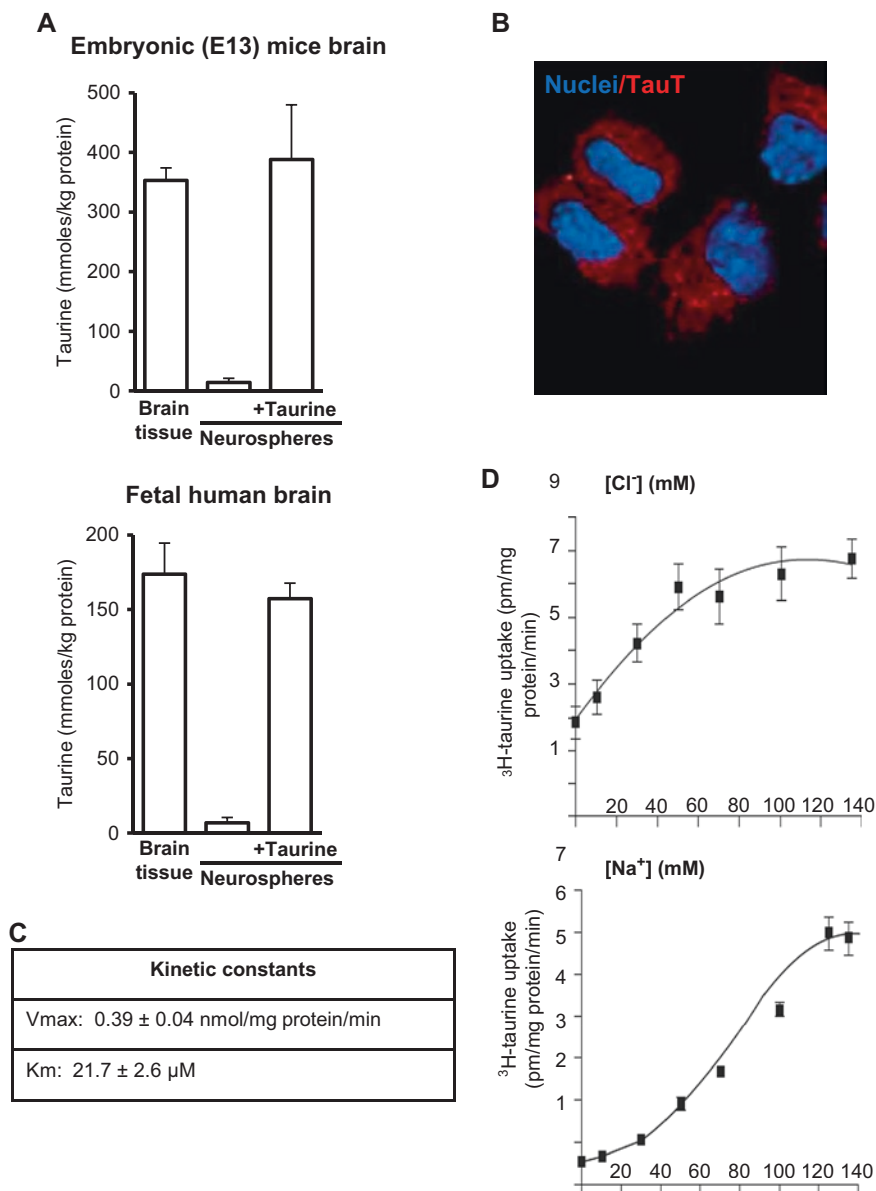 A
Embryonic (E13) mice brain
Taurine (mmoles/kg protein)
500
400
300
200
100
0
Brain
tissue
+Taurine
Neurospheres
Fetal human brain
Taurine (mmoles/kg protein)
200
150
100
50
0
Brain
tissue
+Taurine
Neurospheres
B
Nuclei/TauT
C
Kinetic constants
Vmax: 0.39 ± 0.04 nmol/mg protein/min
Km: 21.7 ± 2.6 µM
D
[Cl⁻] (mM)
³H-taurine uptake (pm/mg
protein/min)
9
7
5
3
1
20 40 60 80 100 120 140
[Na⁺] (mM)
³H-taurine uptake
(pm/mg protein/min)
7
6
5
4
3
2
1
20 40 60 80 100 120 140